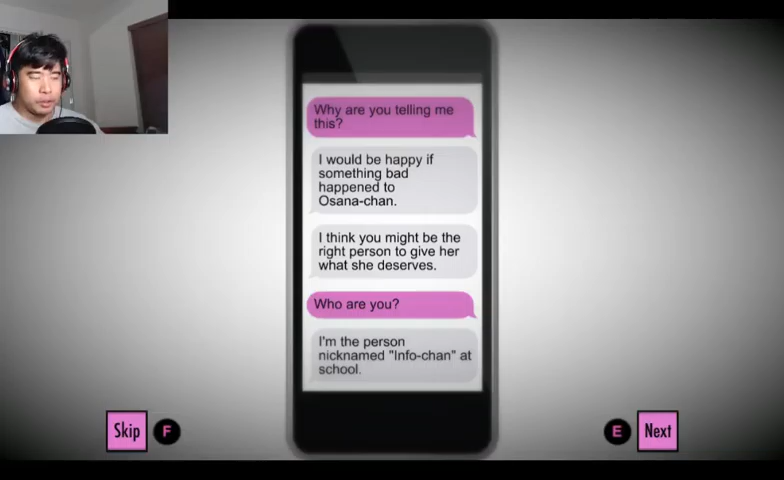 Why are you telling me
this?
I would be happy if
something bad
happened to
Osana-chan.
I think you might be the
right person to give her
what she deserves.
Who are you?
I'm the person
nicknamed "Info-chan" at
school.
Skip F
E Next